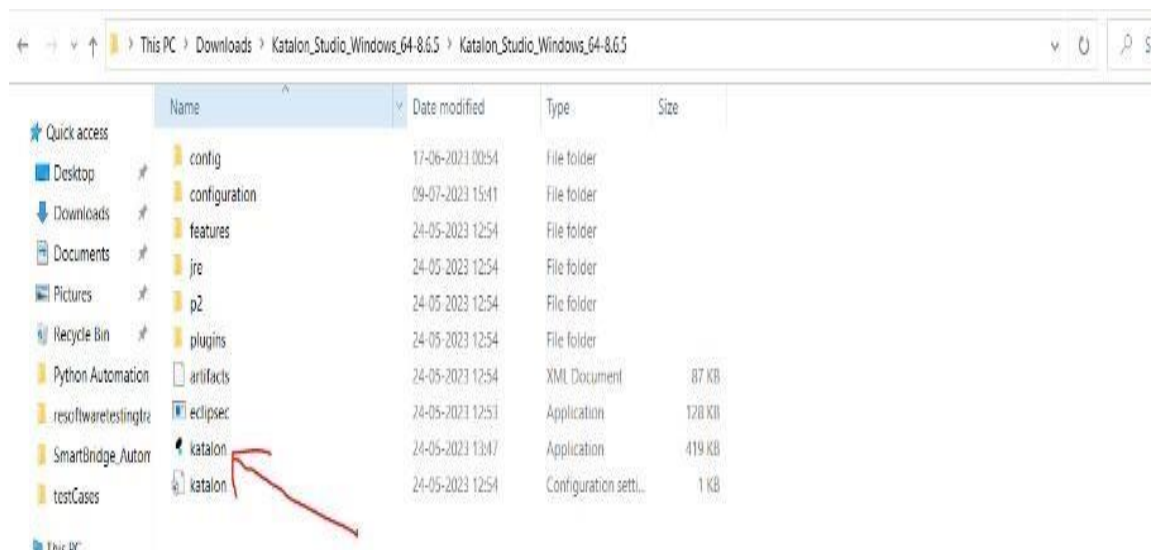 This PC > Downloads > Katalon_Studio_Windows_64-8.6.5 > Katalon_Studio_Windows_64-8.6.5
Name Date modified Type Size
Quick access
Desktop
Downloads
Documents
Pictures
Recycle Bin
Python Automation
resoftwaretestingtra
SmartBridge_Autom
testCases
This PC
config 17-06-2023 00:54 File folder
configuration 09-07-2023 15:41 File folder
features 24-05-2023 12:54 File folder
jre 24-05-2023 12:54 File folder
p2 24-05-2023 12:54 File folder
plugins 24-05-2023 12:54 File folder
artifacts 24-05-2023 12:54 XML Document 87 KB
eclipsec 24-05-2023 12:53 Application 128 KB
katalon 24-05-2023 13:47 Application 419 KB
katalon 24-05-2023 12:54 Configuration setti... 1 KB